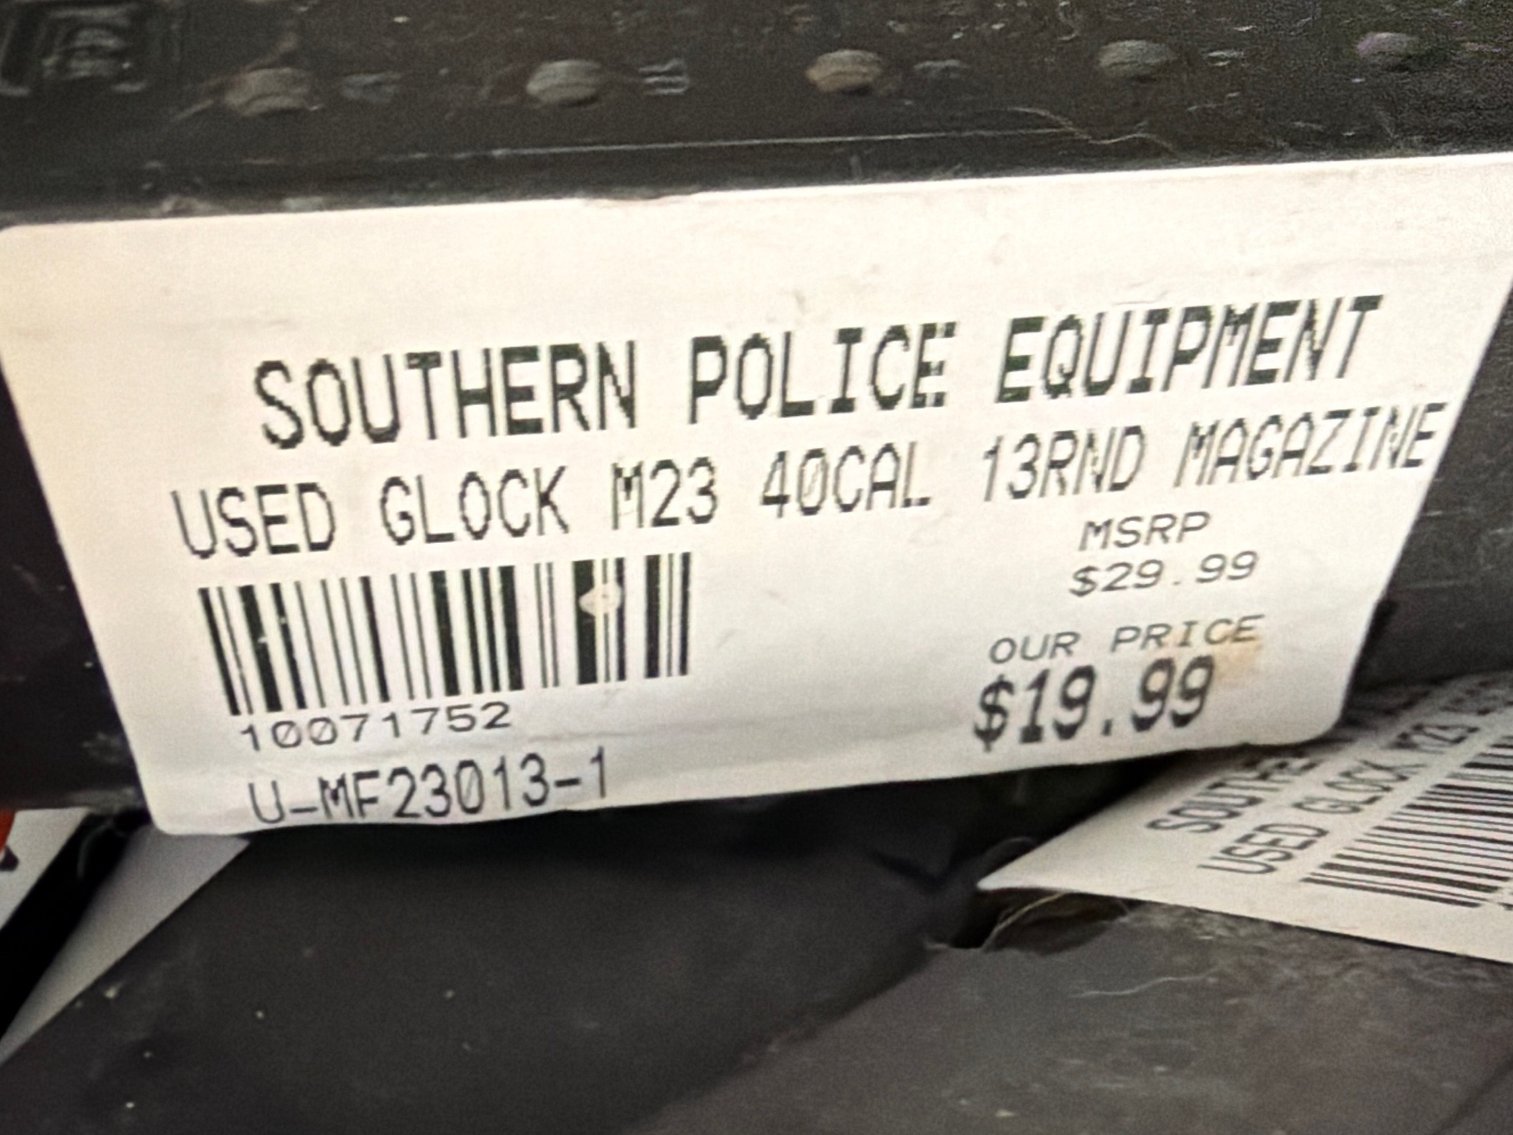 SOUTHERN POLICE EQUIPMENT
USED GLOCK M23 40CAL 13RND MAGAZINE
MSRP
$29.99
OUR PRICE
$19.99
10071752
U-MF23013-1
SOUTHE
USED GLOCK M23